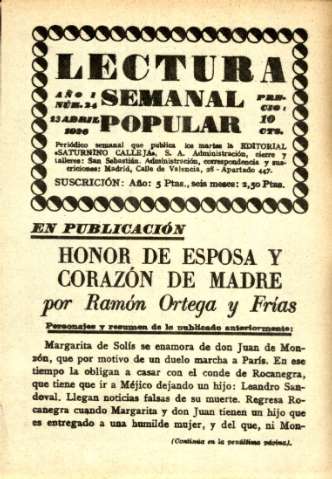 LECTURA
AÑO I
NÚM. 24
SEMANAL
PRE-
CIO:
13 ABRIL
1926
POPULAR
10
CTS.
Periódico semanal que publica los martes la EDITORIAL
«SATURNINO CALLEJA», S. A. Administración, cierre y
talleres: San Sebastián. Administración, correspondencia y sus-
criciones: Madrid, Calle de Valencia, 28 - Apartado 447.
SUSCRICIÓN: Año: 5 Ptas., seis meses: 2,50 Ptas.
EN PUBLICACIÓN
HONOR DE ESPOSA Y
CORAZÓN DE MADRE
por Ramón Ortega y Frías
Personajes y resumen de lo publicado anteriormente:
Margarita de Solís se enamora de don Juan de Mon-
zón, que por motivo de un duelo marcha a París. En ese
tiempo la obligan a casar con el conde de Rocanegra,
que tiene que ir a Méjico dejando un hijo: Leandro San-
doval. Llegan noticias falsas de su muerte. Regresa Ro-
canegra cuando Margarita y don Juan tienen un hijo que
es entregado a una humilde mujer, y del que, ni Mon-
(Continúa en la penúltima página).